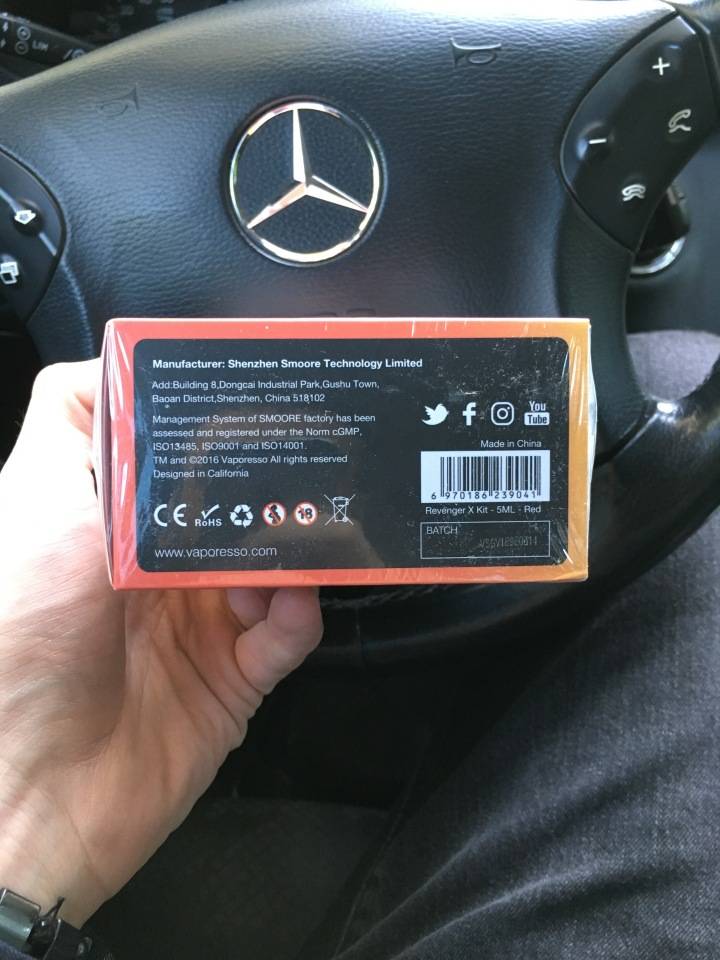 Manufacturer: Shenzhen Smoore Technology Limited
Add:Building 8,Dongcai Industrial Park,Gushu Town,
Baoan District,Shenzhen, China 518102
Management System of SMOORE factory has been
assessed and registered under the Norm cGMP,
ISO13485, ISO9001 and ISO14001.
TM and ©2016 Vaporesso All rights reserved
Designed in California
CE RoHS 18
www.vaporesso.com
You
Tube
Made in China
6 970186 239041
Revenger X Kit - 5ML - Red
BATCH